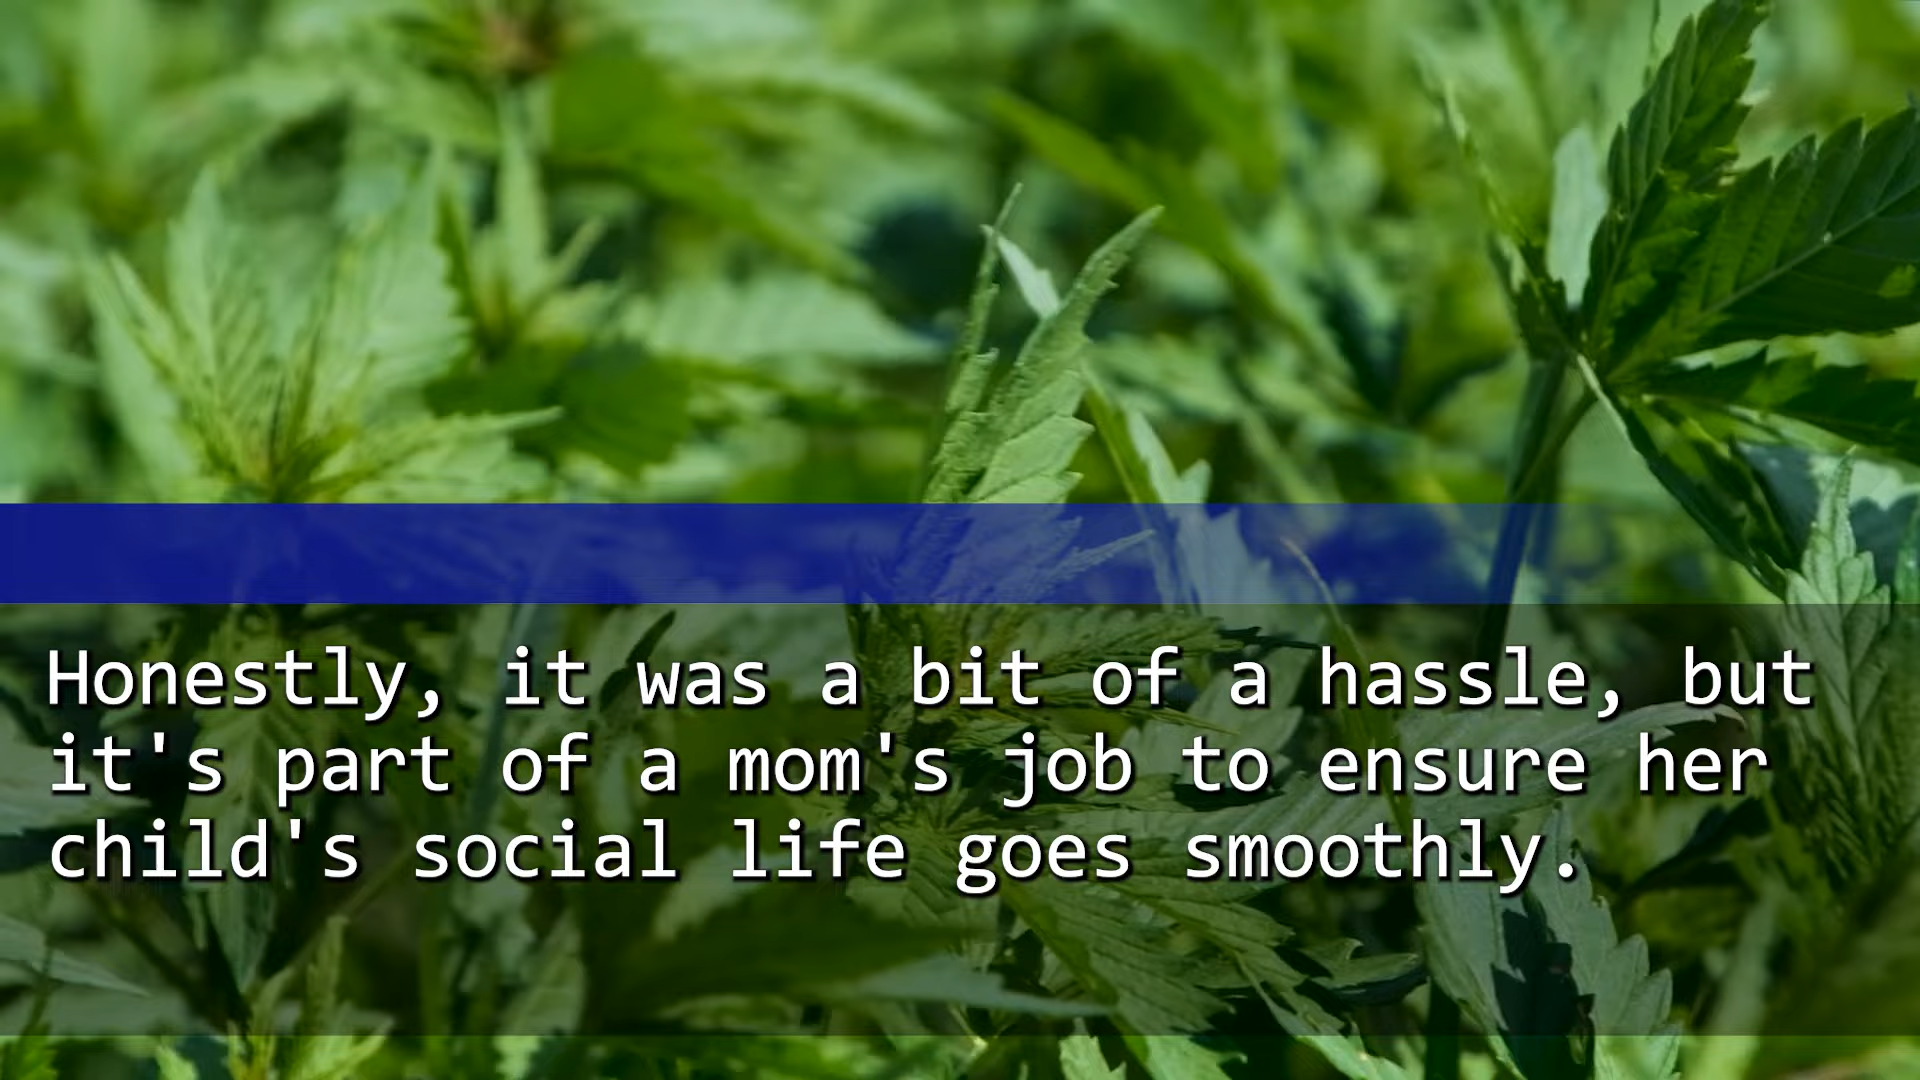 Honestly, it was a bit of a hassle, but
it's part of a mom's job to ensure her
child's social life goes smoothly.